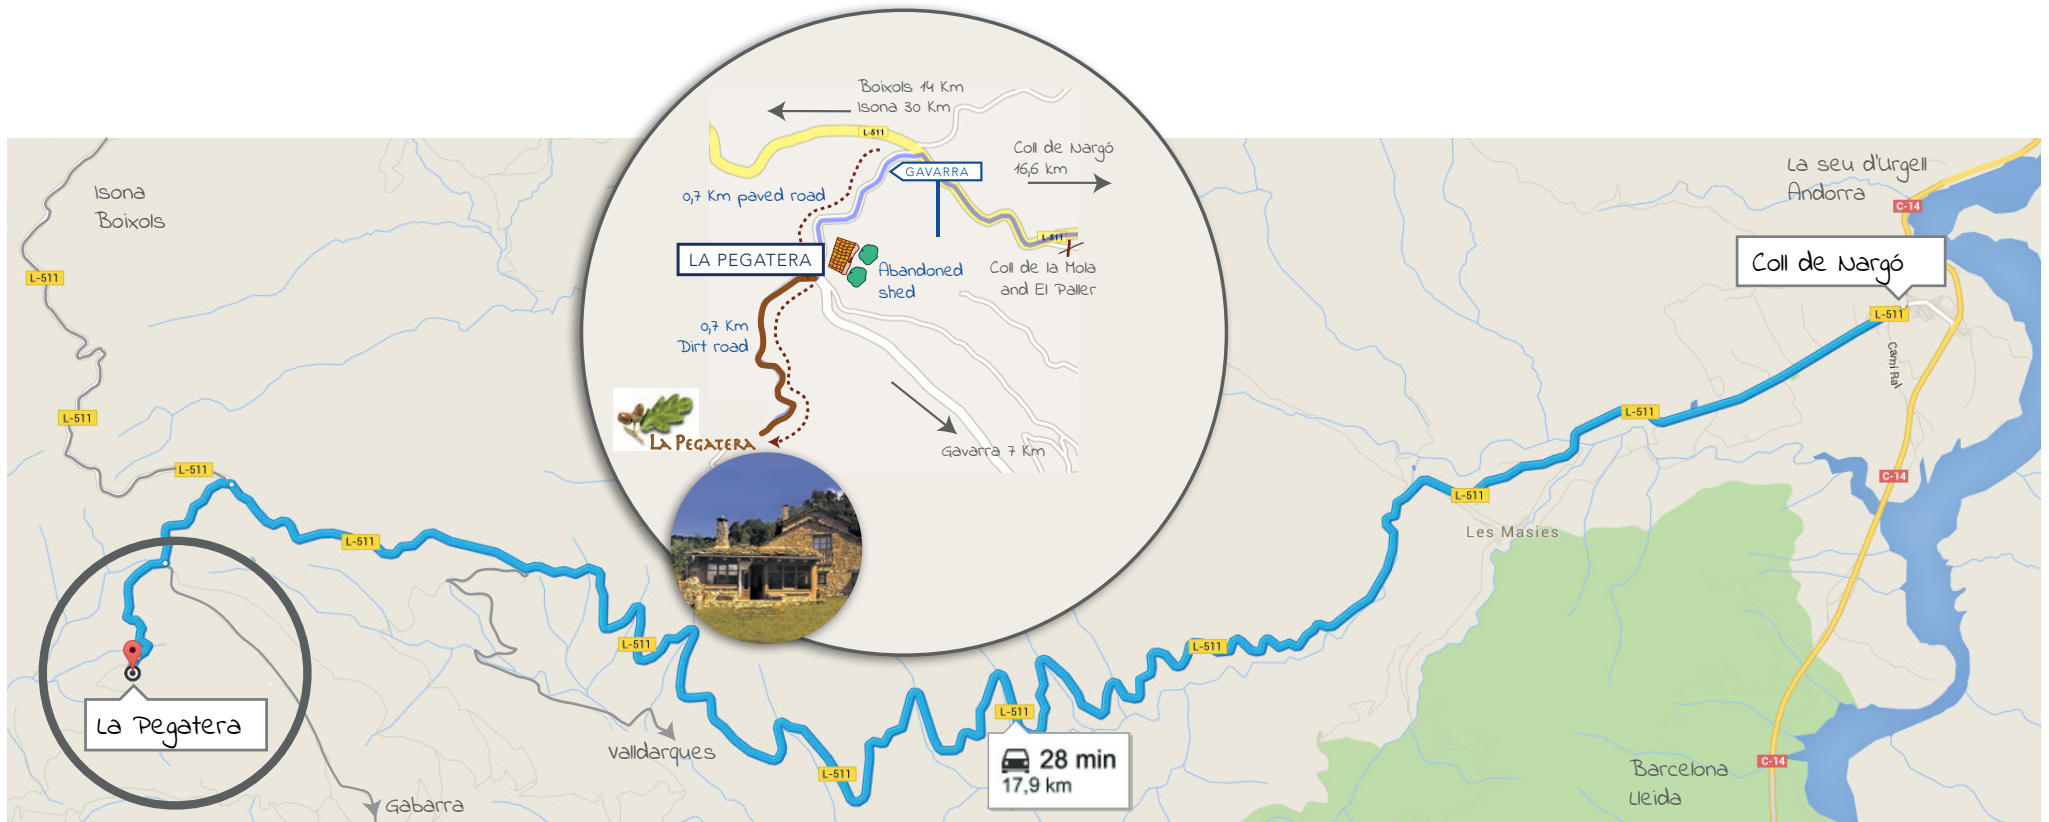 Boixols 14 Km
Isona 30 Km
L-511
Coll de Nargó
16,6 km
GAVARRA
0,7 Km paved road
L-511
LA PEGATERA
Abandoned
shed
Coll de la Mola
and El Paller
0,7 Km
Dirt road
La Pegatera
Gavarra 7 Km
Isona
Boixols
L-511
L-511
L-511
L-511
La Pegatera
Gabarra
Valldarques
L-511
L-511
L-511
28 min
17,9 km
L-511
L-511
Les Masies
L-511
L-511
Camí Ral
Coll de Nargó
La seu d'Urgell
Andorra
C-14
C-14
C-14
Barcelona
Lleida